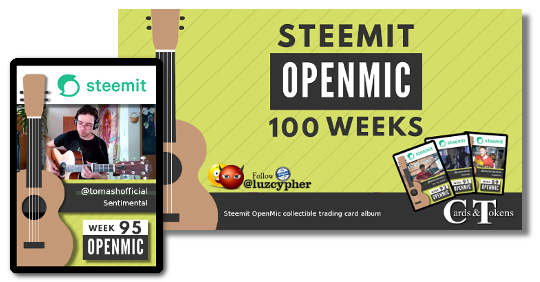 steemit
@tomashofficial
Sentimental
WEEK 95
OPENMIC
STEEMIT
OPENMIC
100 WEEKS
Follow
@luzcypher
Steemit OpenMic collectible trading card album
Cards & Tokens